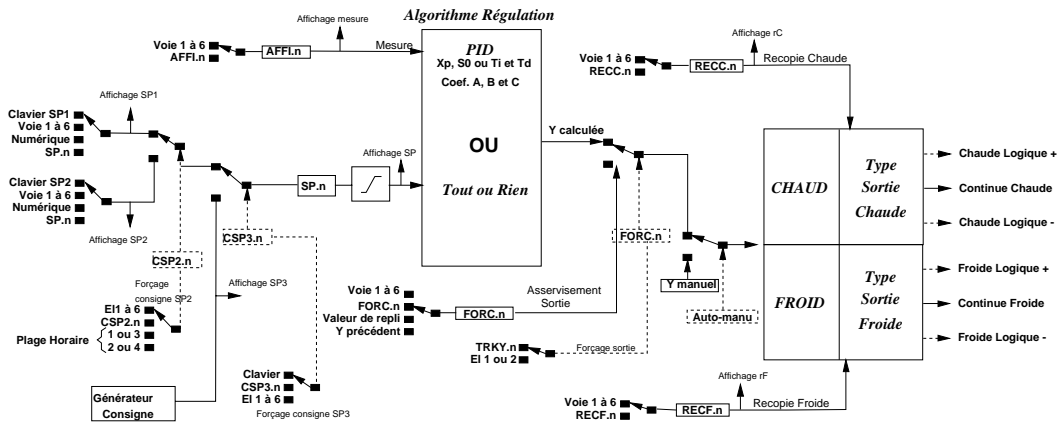 Algorithme Régulation
Affichage mesure
Voie 1 à 6
AFFI.n
AFFI.n
Mesure
PID
Xp, S0 ou Ti et Td
Coef. A, B et C
OU
Tout ou Rien
Affichage SP1
Clavier SP1
Voie 1 à 6
Numérique
SP.n
Clavier SP2
Voie 1 à 6
Numérique
SP.n
Affichage SP2
SP.n
Affichage SP
CSP3.n
CSP2.n
Forçage
consigne SP2
EI1 à 6
CSP2.n
Plage Horaire
1 ou 3
2 ou 4
Affichage SP3
Générateur
Consigne
Clavier
CSP3.n
EI 1 à 6
Forçage consigne SP3
Y calculée
FORC.n
Asservisement
Sortie
Voie 1 à 6
FORC.n
Valeur de repli
Y précédent
FORC.n
TRKY.n
EI 1 ou 2
Forçage sortie
Y manuel
Auto-manu
Affichage rC
Voie 1 à 6
RECC.n
RECC.n
Recopie Chaude
CHAUD
Type
Sortie
Chaude
FROID
Type
Sortie
Froide
Chaude Logique +
Continue Chaude
Chaude Logique -
Froide Logique +
Continue Froide
Froide Logique -
Affichage rF
Voie 1 à 6
RECF.n
RECF.n
Recopie Froide